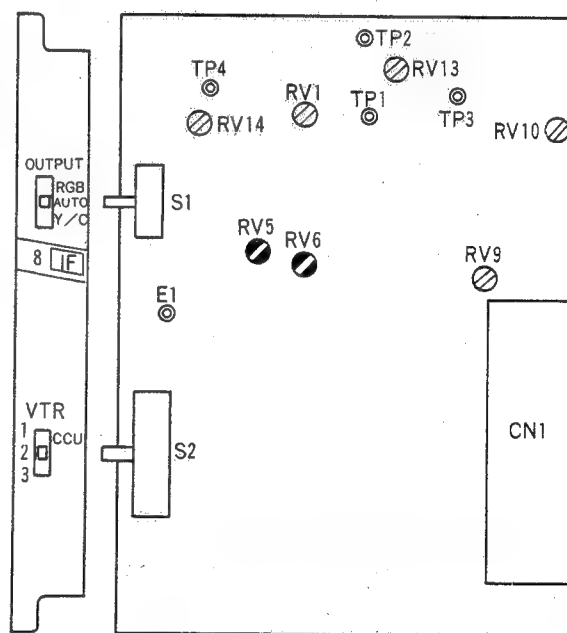 TP2
TP4
RV13
RV1
TP1
TP3
RV14
RV10
OUTPUT
RGB
AUTO
Y/C
S1
8 IF
RV5
RV6
RV9
E1
VTR
1
CCU
2
3
S2
CN1